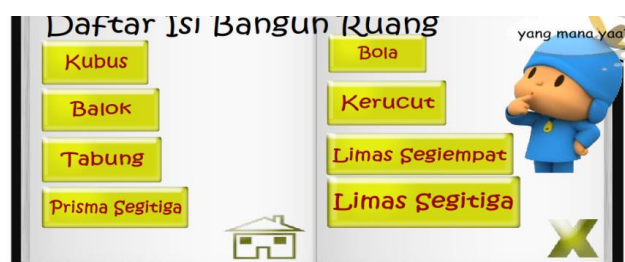 Daftar Isi Bangun Ruang
yang mana yaa
Kubus
Balok
Tabung
Prisma Segitiga
Bola
Kerucut
Limas Segiempat
Limas Segitiga